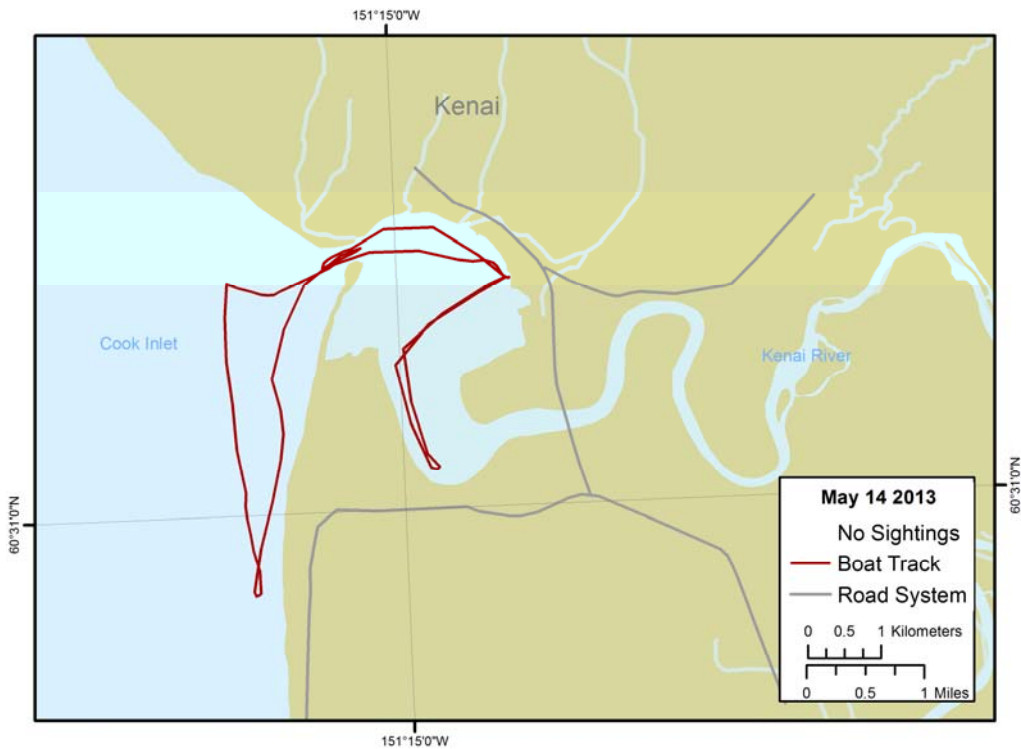 151°15'0"W
Kenai
Cook Inlet
Kenai River
60°31'0"N
60°31'0"N
May 14 2013
No Sightings
Boat Track
Road System
0 0.5 1 Kilometers
0 0.5 1 Miles
151°15'0"W